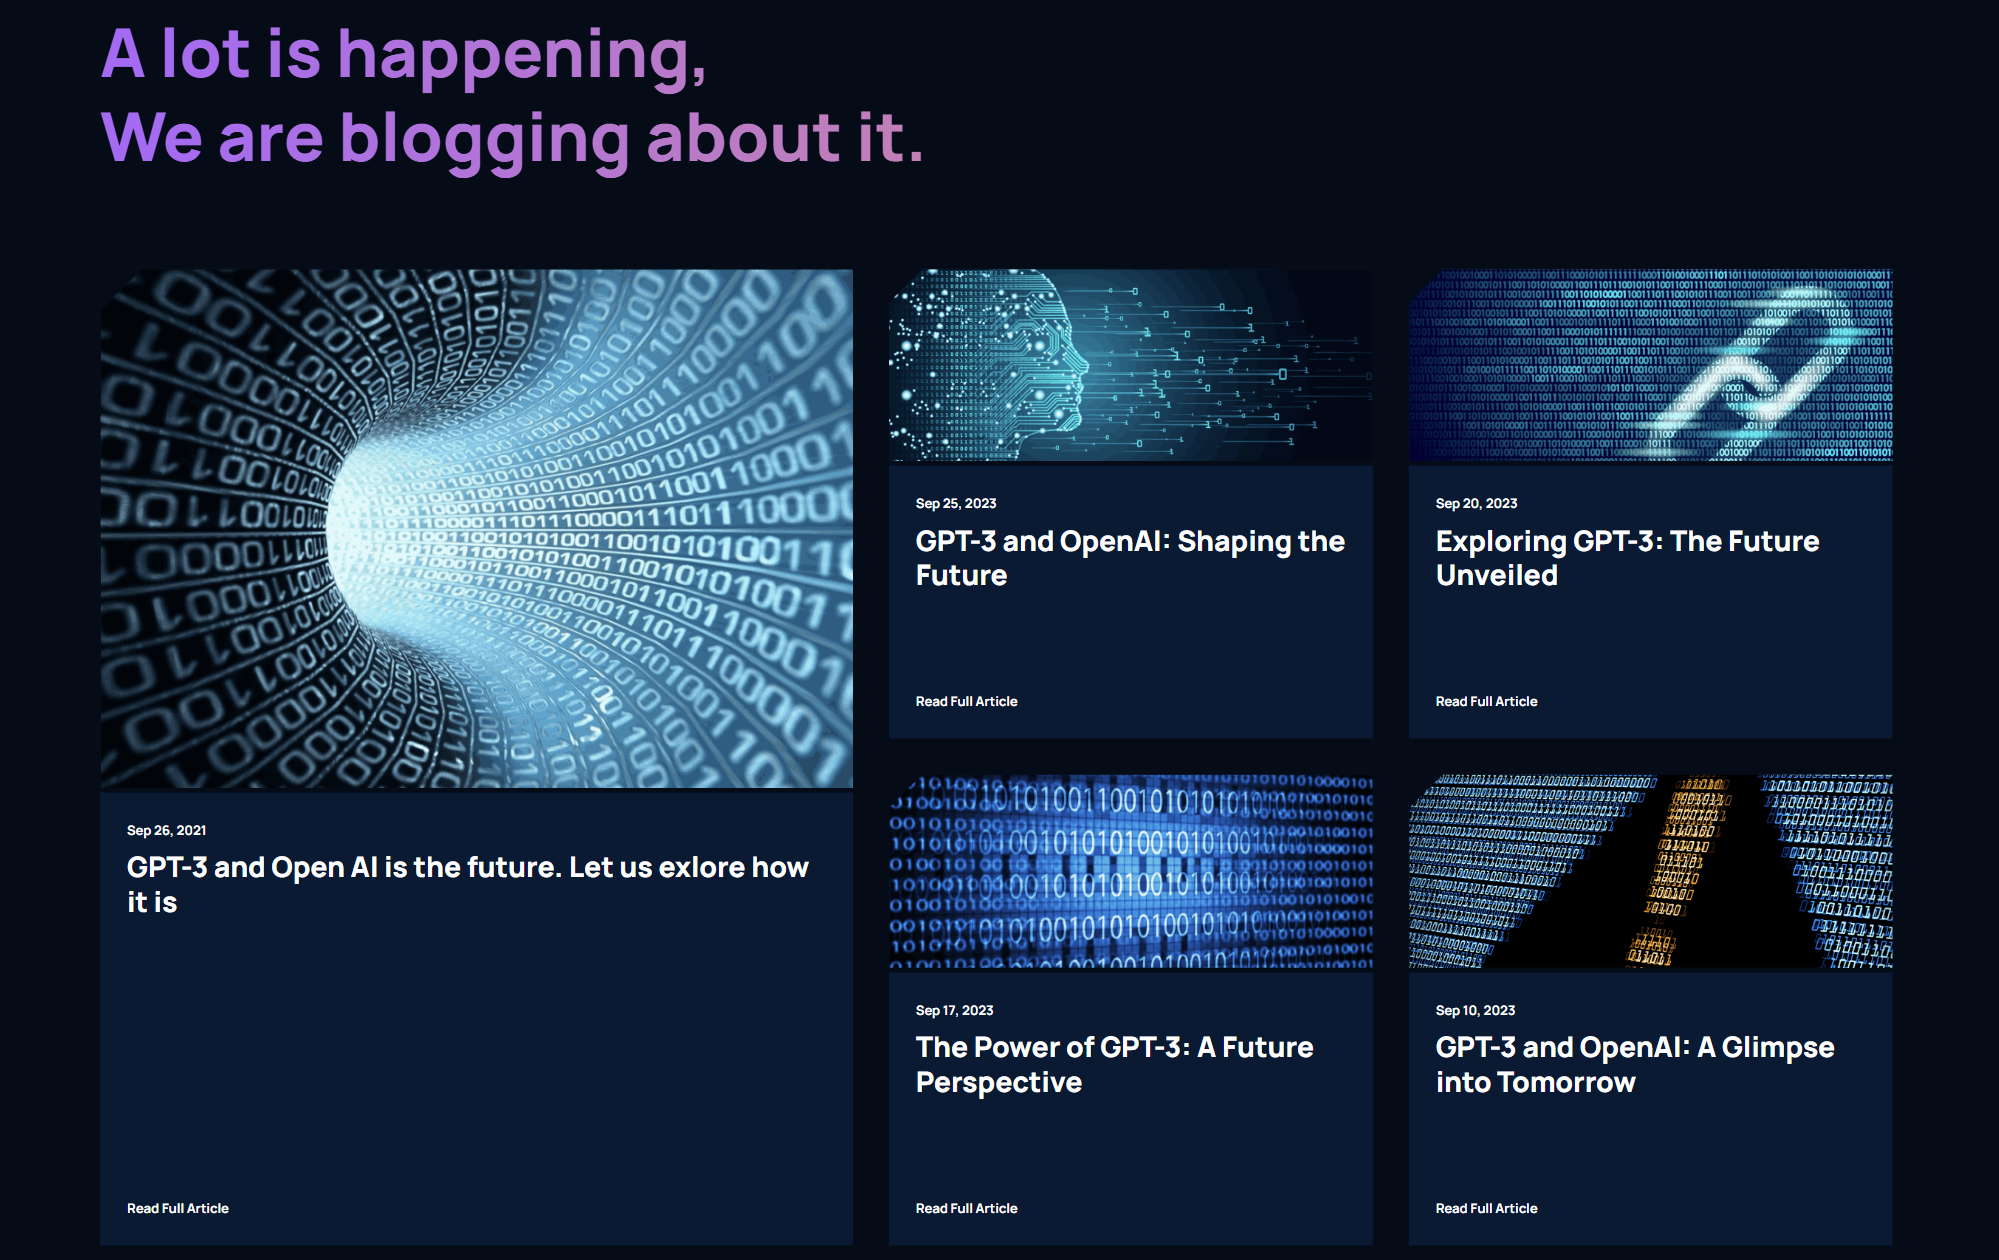 A lot is happening,
We are blogging about it.
Sep 26, 2021
GPT-3 and Open AI is the future. Let us exlore how
it is
Read Full Article
Sep 25, 2023
GPT-3 and OpenAI: Shaping the
Future
Read Full Article
Sep 20, 2023
Exploring GPT-3: The Future
Unveiled
Read Full Article
Sep 17, 2023
The Power of GPT-3: A Future
Perspective
Read Full Article
Sep 10, 2023
GPT-3 and OpenAI: A Glimpse
into Tomorrow
Read Full Article